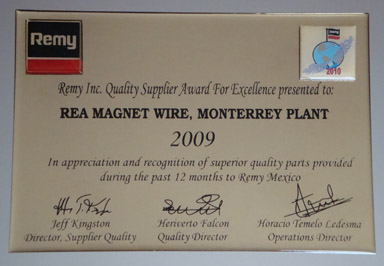 Remy
2010
Remy Inc. Quality Supplier Award For Excellence presented to:
REA MAGNET WIRE, MONTERREY PLANT
2009
In appreciation and recognition of superior quality parts provided
during the past 12 months to Remy Mexico
Jeff Kingston Heriverto Falcon Horacio Temelo Ledesma
Director, Supplier Quality Quality Director Operations Director